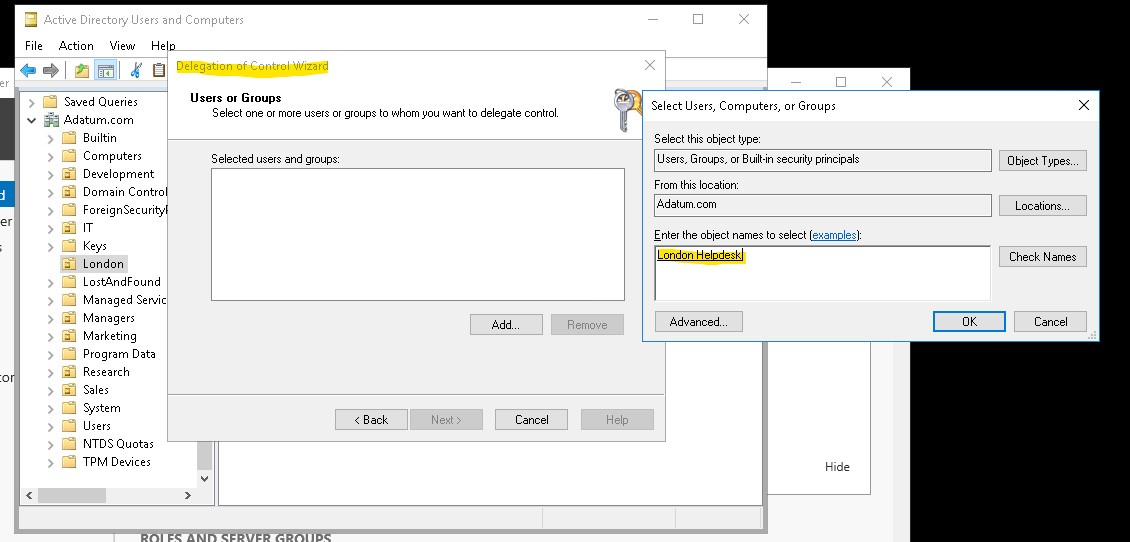 Active Directory Users and Computers
File Action View Help
Saved Queries
Adatum.com
Builtin
Computers
Development
Domain Control
ForeignSecurityP
IT
Keys
London
LostAndFound
Managed Servic
Managers
Marketing
Program Data
Research
Sales
System
Users
NTDS Quotas
TPM Devices
Delegation of Control Wizard
Users or Groups
Select one or more users or groups to whom you want to delegate control.
Selected users and groups:
Add...
Remove
< Back
Next >
Cancel
Help
Select Users, Computers, or Groups
Select this object type:
Users, Groups, or Built-in security principals
Object Types...
From this location:
Adatum.com
Locations...
Enter the object names to select (examples):
London Helpdesk
Check Names
Advanced...
OK
Cancel
Hide
ROLES AND SERVER GROUPS